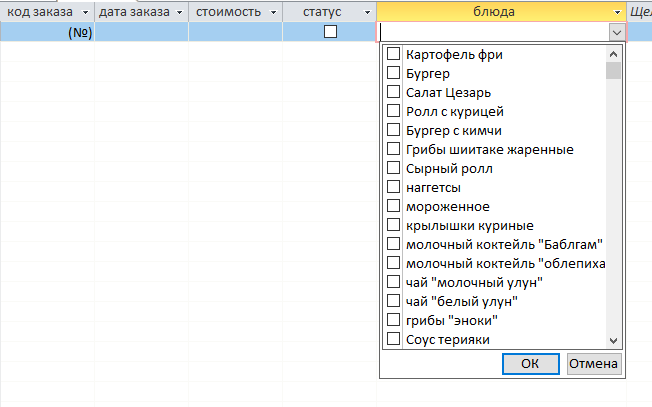 код заказа дата заказа стоимость статус блюда Щел
(№)
Картофель фри
Бургер
Салат Цезарь
Ролл с курицей
Бургер с кимчи
Грибы шиитаке жаренные
Сырный ролл
наггетсы
мороженное
крылышки куриные
молочный коктейль "Баблгам"
молочный коктейль "облепиха
чай "молочный улун"
чай "белый улун"
грибы "эноки"
Соус терияки
ОК Отмена